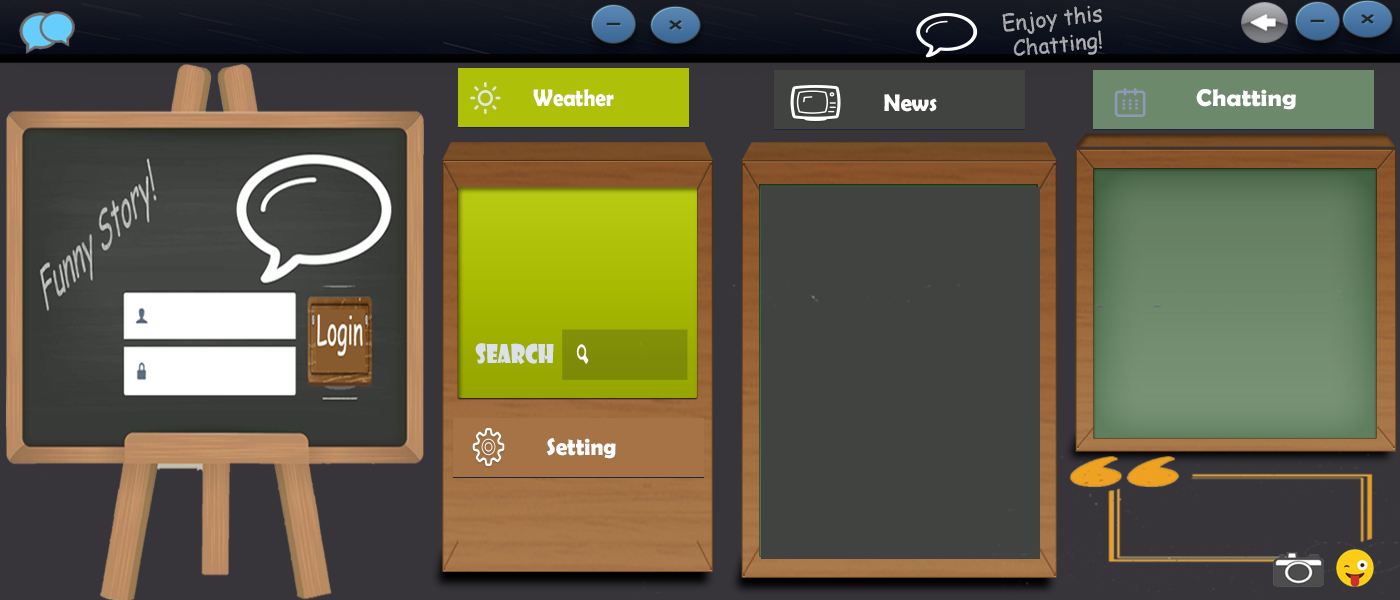 Enjoy this
Chatting!
Weather
News
Chatting
Funny Story!
'Login'
SEARCH
Setting